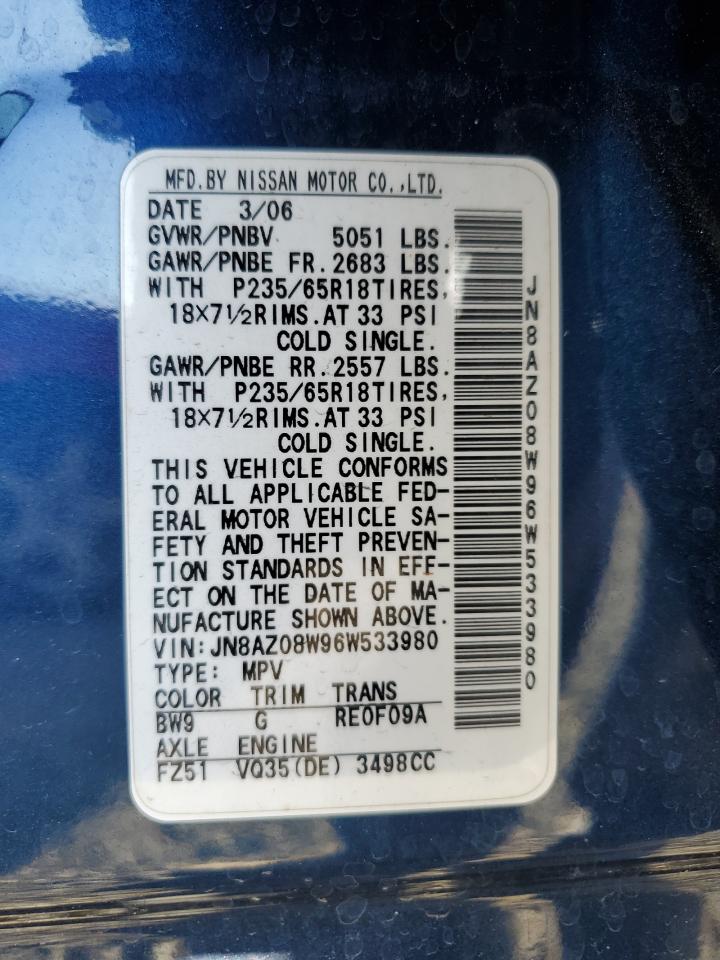 MFD.BY NISSAN MOTOR CO.,LTD.
DATE 3/06
GVWR/PNBV 5051 LBS.
GAWR/PNBE FR.2683 LBS.
WITH P235/65R18TIRES,
18×7½RIMS.AT 33 PSI
COLD SINGLE.
GAWR/PNBE RR.2557 LBS.
WITH P235/65R18TIRES,
18×7½RIMS.AT 33 PSI
COLD SINGLE.
THIS VEHICLE CONFORMS
TO ALL APPLICABLE FED-
ERAL MOTOR VEHICLE SA-
FETY AND THEFT PREVEN-
TION STANDARDS IN EFF-
ECT ON THE DATE OF MA-
NUFACTURE SHOWN ABOVE.
VIN:JN8AZ08W96W533980
TYPE: MPV
COLOR TRIM TRANS
BW9 G RE0F09A
AXLE ENGINE
FZ51 VQ35(DE) 3498CC
JN8AZ08W96W533980